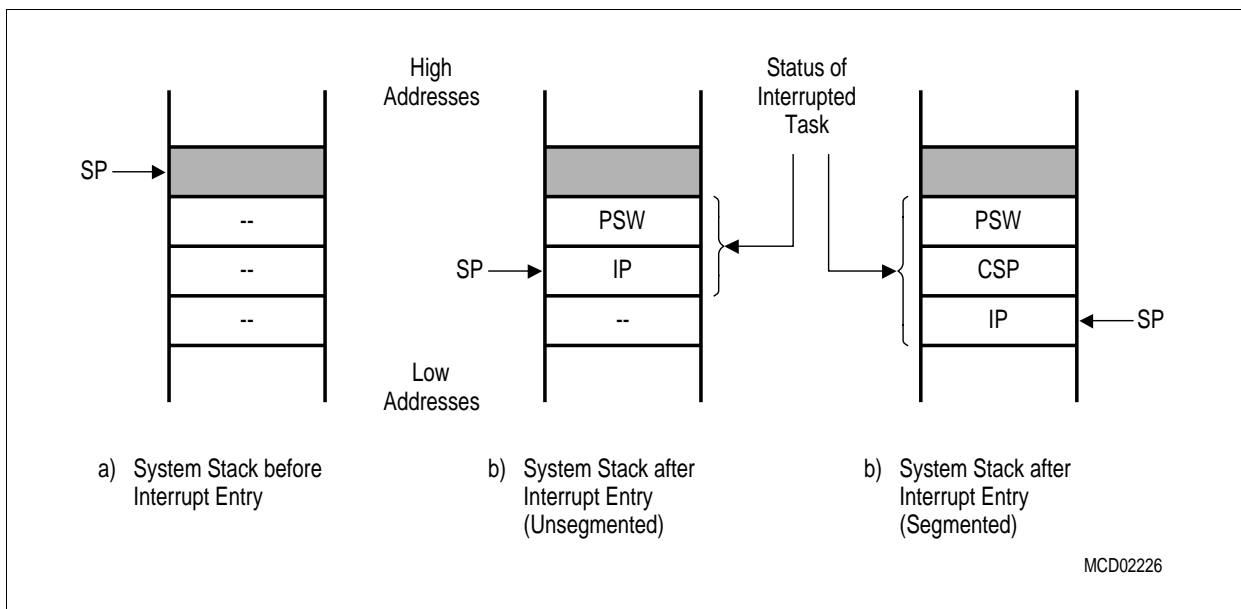 High
Addresses
Status of
Interrupted
Task
SP
--
--
--
PSW
SP
IP
--
PSW
CSP
IP
SP
Low
Addresses
a) System Stack before
Interrupt Entry
b) System Stack after
Interrupt Entry
(Unsegmented)
b) System Stack after
Interrupt Entry
(Segmented)
MCD02226